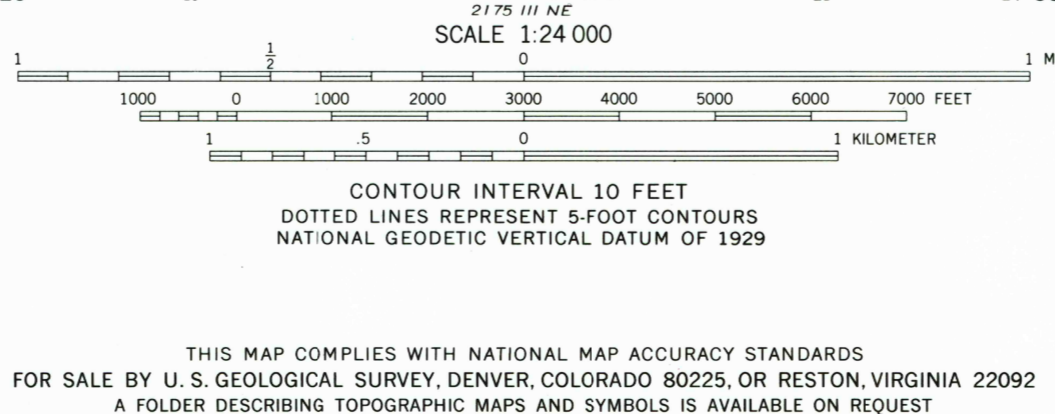 2175 III NE
SCALE 1:24 000
1 1/2 0 1 M
1000 0 1000 2000 3000 4000 5000 6000 7000 FEET
1 .5 0 1 KILOMETER
CONTOUR INTERVAL 10 FEET
DOTTED LINES REPRESENT 5-FOOT CONTOURS
NATIONAL GEODETIC VERTICAL DATUM OF 1929
THIS MAP COMPLIES WITH NATIONAL MAP ACCURACY STANDARDS
FOR SALE BY U. S. GEOLOGICAL SURVEY, DENVER, COLORADO 80225, OR RESTON, VIRGINIA 22092
A FOLDER DESCRIBING TOPOGRAPHIC MAPS AND SYMBOLS IS AVAILABLE ON REQUEST